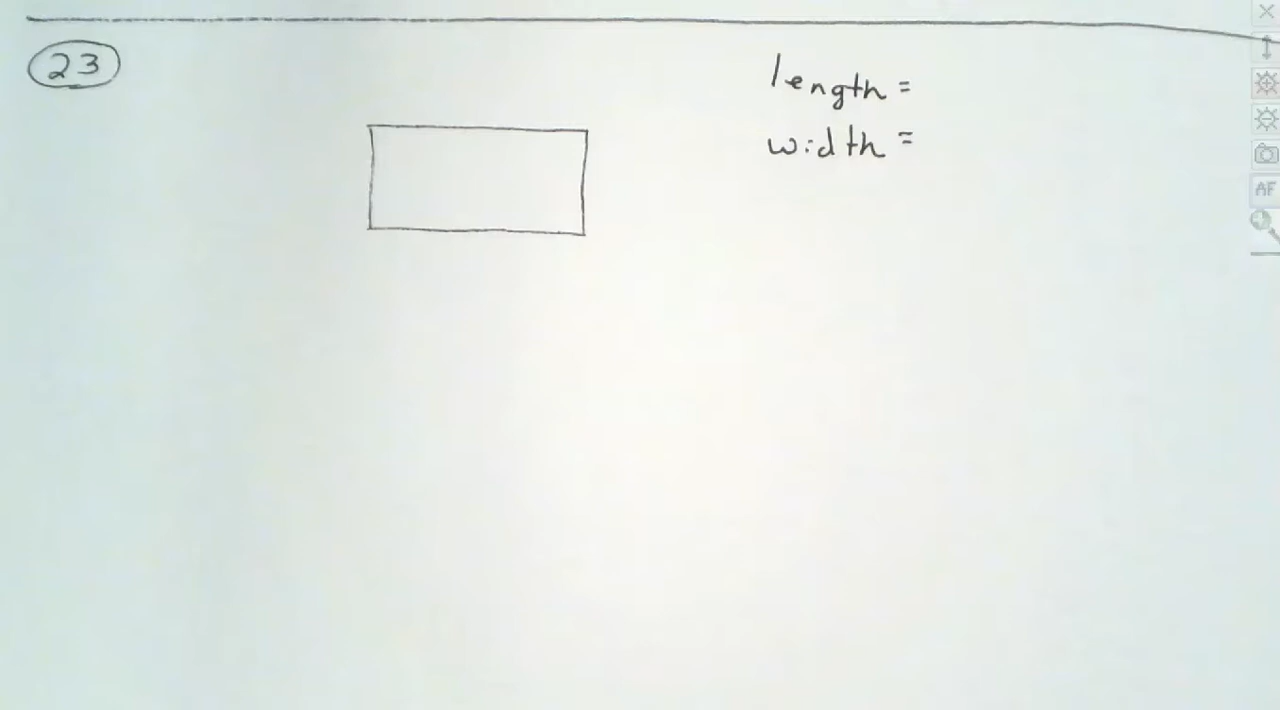 23
length =
width =
AF